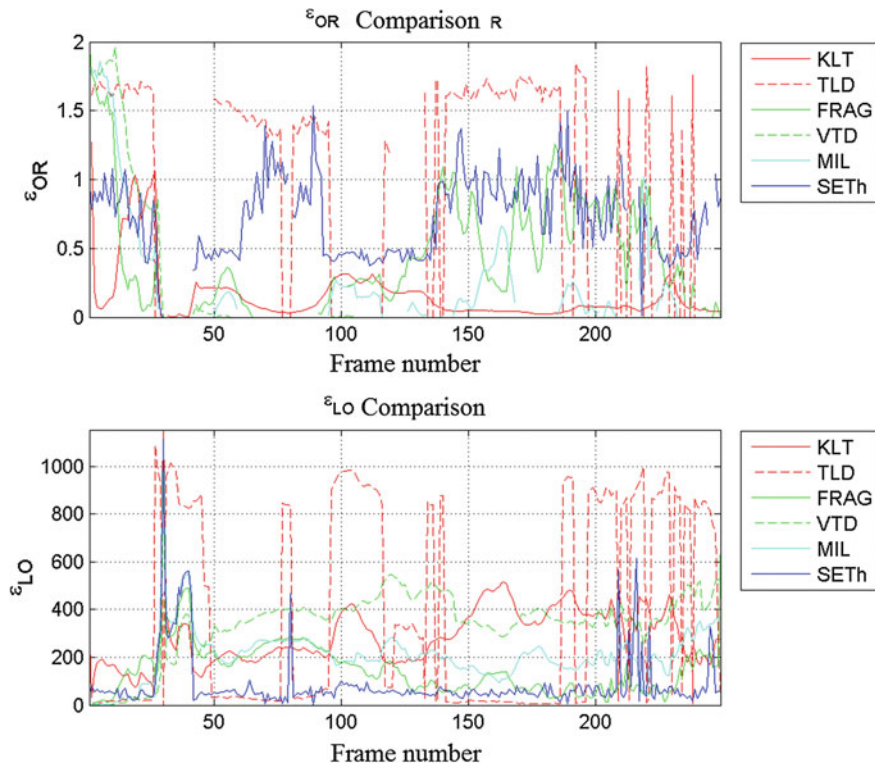 εOR Comparison R
εOR
2
1.5
1
0.5
0
50
100
150
200
Frame number
KLT
TLD
FRAG
VTD
MIL
SETh
εLO Comparison
εLO
1000
800
600
400
200
0
50
100
150
200
Frame number
KLT
TLD
FRAG
VTD
MIL
SETh